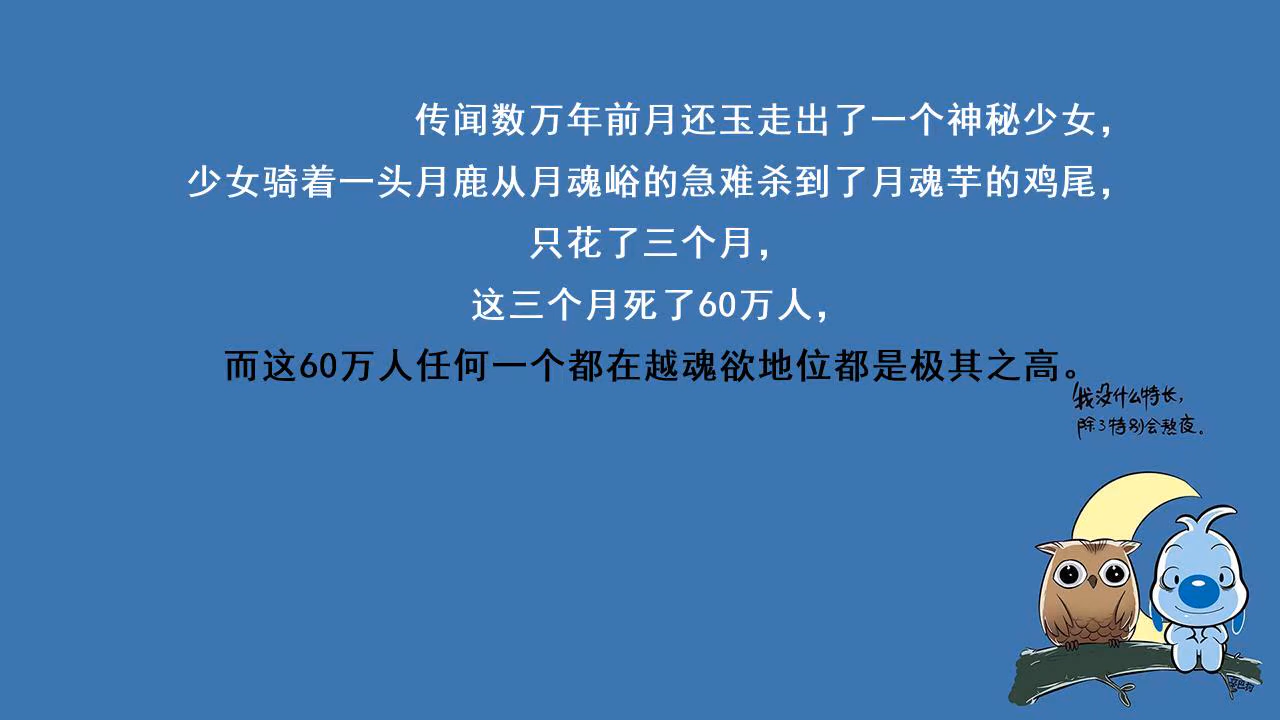 传闻数万年前月还玉走出了一个神秘少女，
少女骑着一头月鹿从月魂峪的急难杀到了月魂芋的鸡尾，
只花了三个月，
这三个月死了60万人，
而这60万人任何一个都在越魂欲地位都是极其之高。
我没什么特长，
除了特别会熬夜。